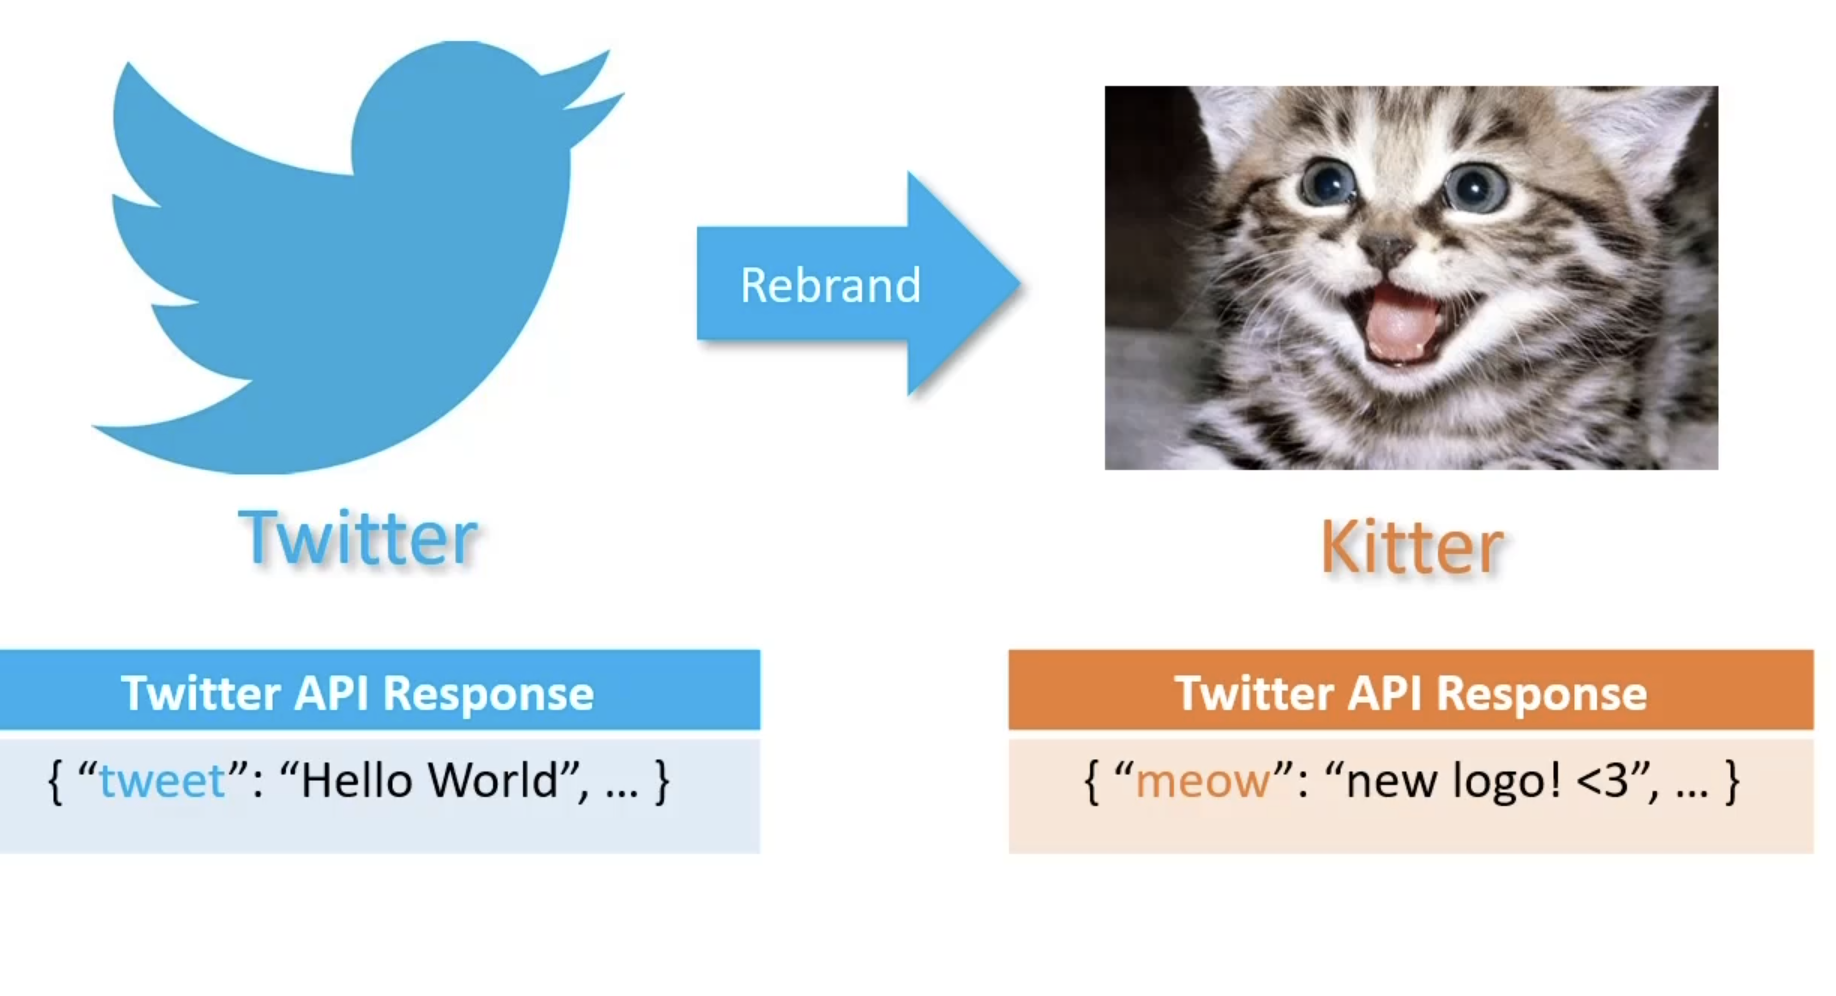 Rebrand
Twitter
Kitter
Twitter API Response
{ “tweet”: “Hello World”, ... }
Twitter API Response
{ “meow”: “new logo! <3”, ... }